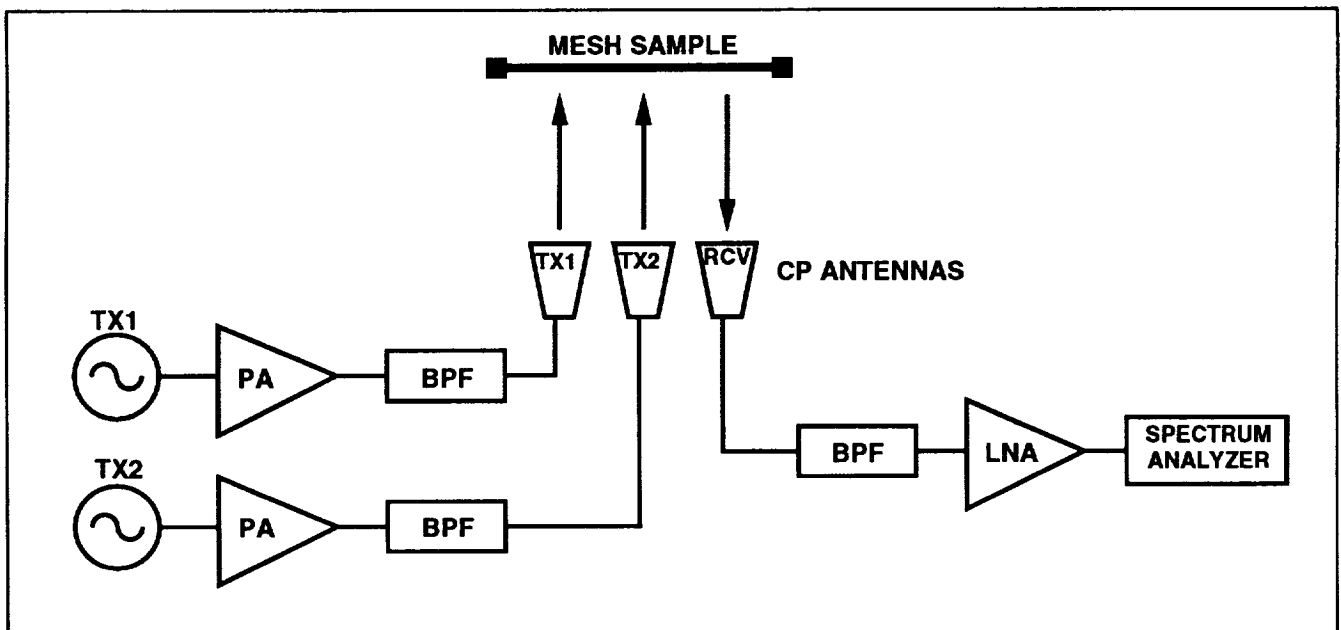 MESH SAMPLE
TX1
TX2
RCV
CP ANTENNAS
TX1
PA
BPF
TX2
PA
BPF
BPF
LNA
SPECTRUM
ANALYZER